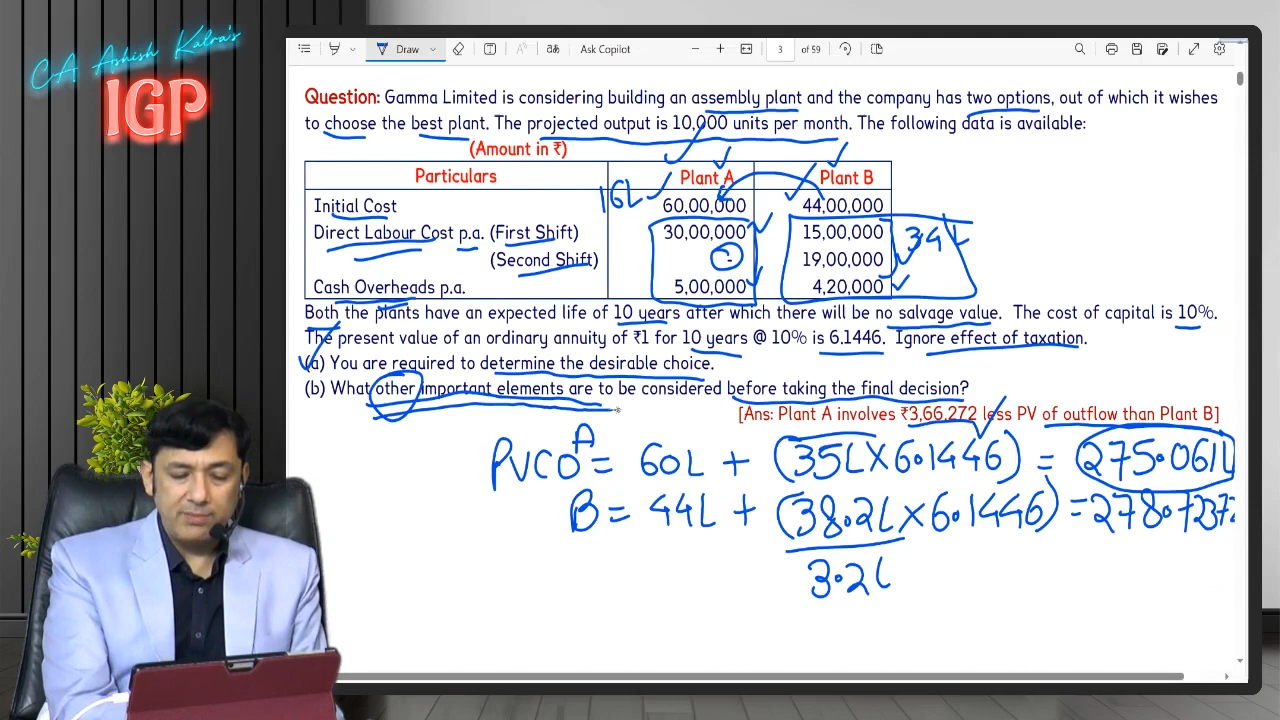 CA Ashish Kalra's
IGP
Draw
Ask Copilot
3 of 59
Question: Gamma Limited is considering building an assembly plant and the company has two options, out of which it wishes
to choose the best plant. The projected output is 10,000 units per month. The following data is available:
(Amount in ₹)
Particulars Plant A Plant B
16L
Initial Cost 60,00,000 44,00,000
Direct Labour Cost p.a. (First Shift) 30,00,000 15,00,000
34L
(Second Shift) - 19,00,000
Cash Overheads p.a. 5,00,000 4,20,000
Both the plants have an expected life of 10 years after which there will be no salvage value. The cost of capital is 10%.
The present value of an ordinary annuity of ₹1 for 10 years @ 10% is 6.1446. Ignore effect of taxation.
(a) You are required to determine the desirable choice.
(b) What other important elements are to be considered before taking the final decision?
[Ans: Plant A involves ₹3,66,272 less PV of outflow than Plant B]
PVCO A = 60L + (35L×6.1446) = 275.061L
B = 44L + (38.2L×6.1446) = 278.7237
3.2L